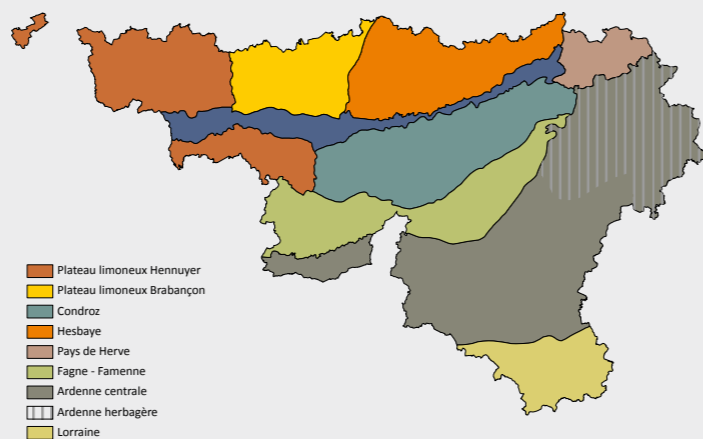 Plateau limoneux Hennuyer
Plateau limoneux Brabançon
Condroz
Hesbaye
Pays de Herve
Fagne - Famenne
Ardenne centrale
Ardenne herbagère
Lorraine